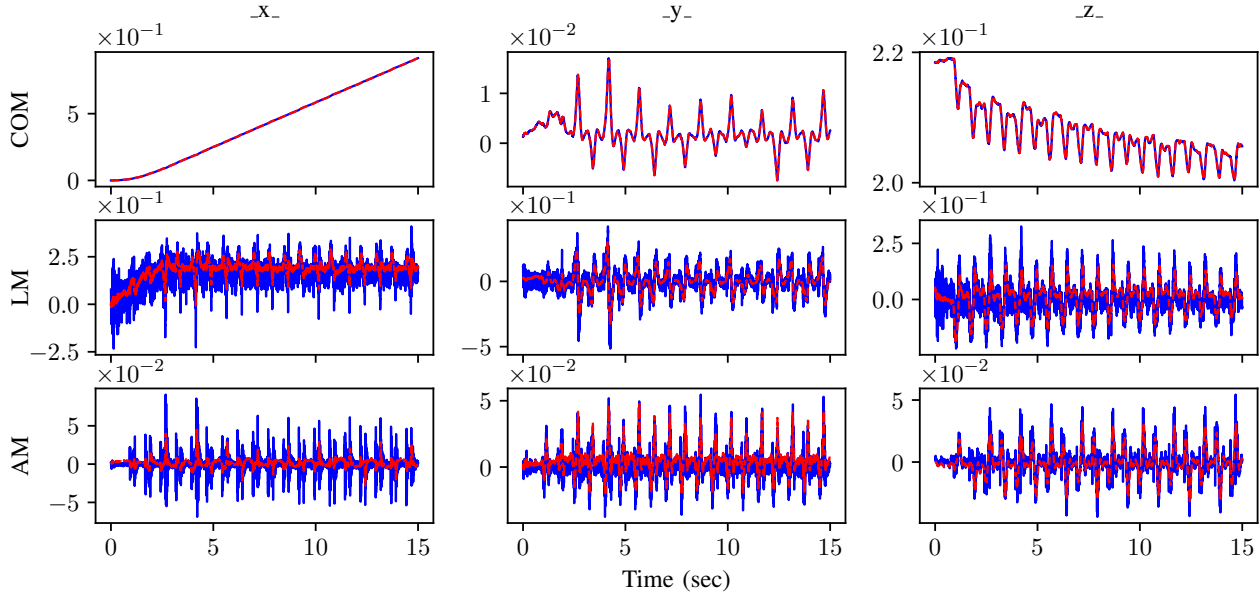 _x_ _y_ _z_
×10⁻¹ ×10⁻² ×10⁻¹
COM 5 0 1 0 2.2 2.0
×10⁻¹ ×10⁻¹ ×10⁻¹
LM 2.5 0.0 −2.5 0 −5 2.5 0.0
×10⁻² ×10⁻² ×10⁻²
AM 5 0 −5 5 0 5 0
0 5 10 15 0 5 10 15 0 5 10 15
Time (sec)